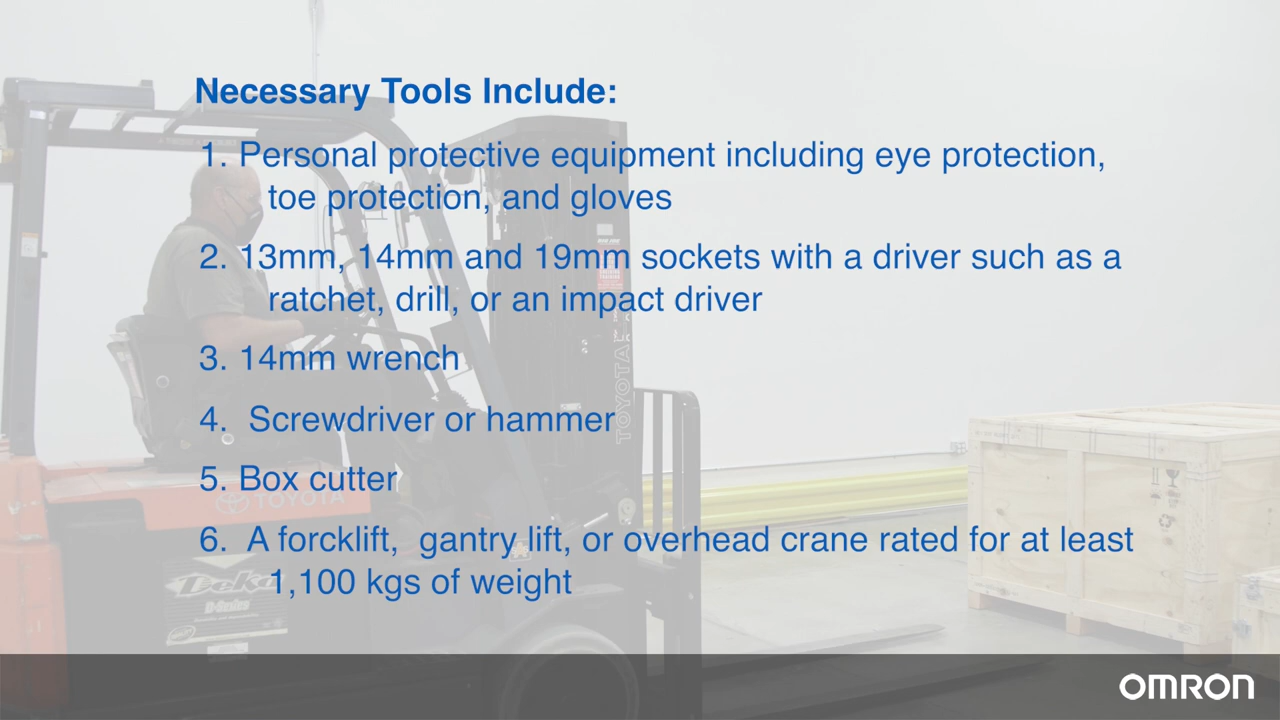 Necessary Tools Include:
1. Personal protective equipment including eye protection,
toe protection, and gloves
2. 13mm, 14mm and 19mm sockets with a driver such as a
ratchet, drill, or an impact driver
3. 14mm wrench
4. Screwdriver or hammer
5. Box cutter
6. A forcklift, gantry lift, or overhead crane rated for at least
1,100 kgs of weight
TOYOTA
TOYOTA
Deka
OMRON